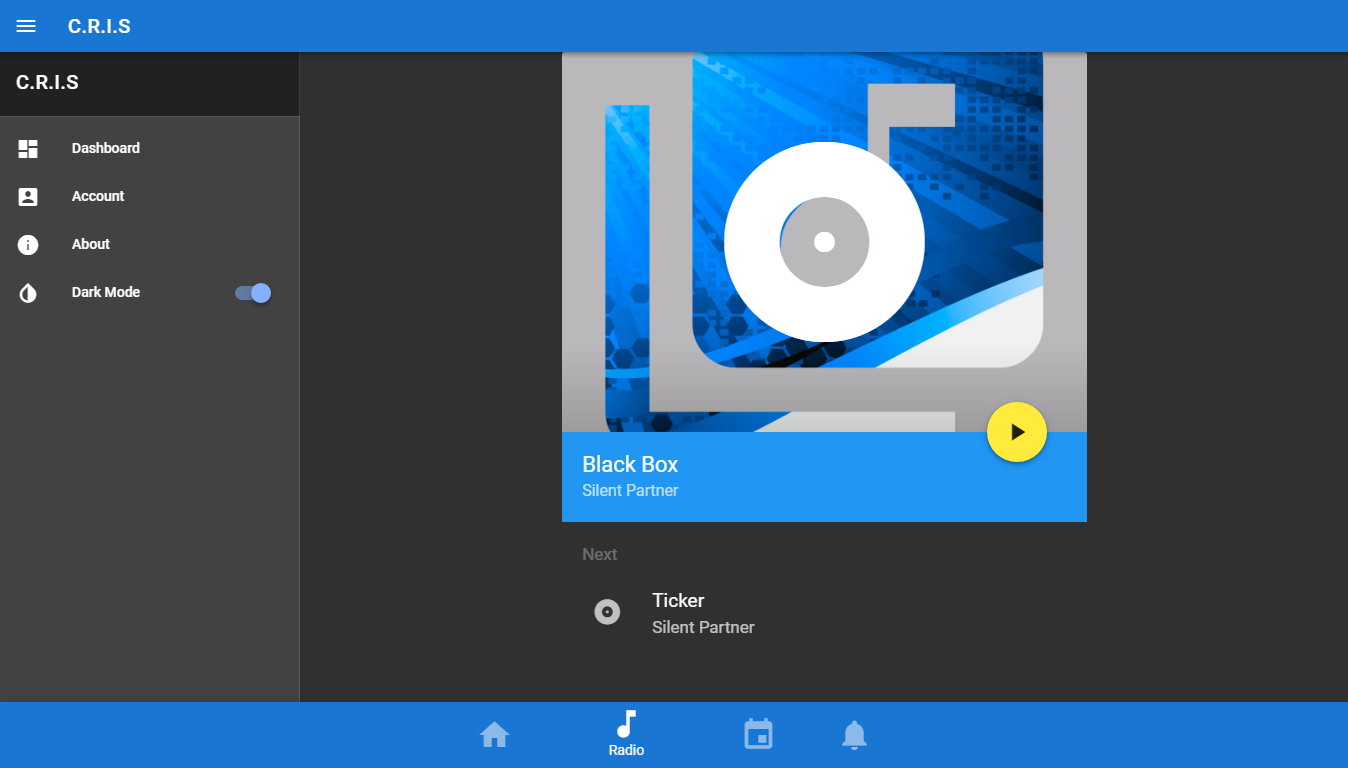 C.R.I.S
C.R.I.S
Dashboard
Account
About
Dark Mode
Black Box
Silent Partner
Next
Ticker
Silent Partner
Radio